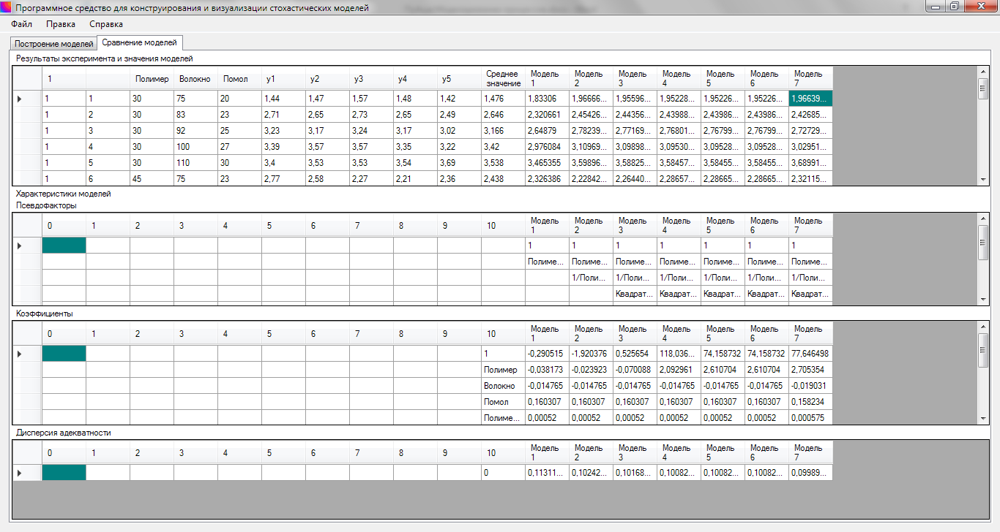 Программное средство для конструирования и визуализации стохастических моделей
Файл Правка Справка
Построение моделей Сравнение моделей
Результаты эксперимента и значения моделей
1 Полимер Волокно Помол y1 y2 y3 y4 y5 Среднее значение Модель 1 Модель 2 Модель 3 Модель 4 Модель 5 Модель 6 Модель 7
1 1 30 75 20 1,44 1,47 1,57 1,48 1,42 1,476 1,83306 1,96666... 1,95596... 1,95228... 1,95226... 1,95226... 1,96639...
1 2 30 83 23 2,71 2,65 2,73 2,65 2,49 2,646 2,320661 2,45426... 2,44356... 2,43988... 2,43986... 2,43986... 2,42685...
1 3 30 92 25 3,23 3,17 3,24 3,17 3,02 3,166 2,64879 2,78239... 2,77169... 2,76801... 2,76799... 2,76799... 2,72729...
1 4 30 100 27 3,39 3,57 3,57 3,35 3,22 3,42 2,976084 3,10969... 3,09898... 3,09530... 3,09528... 3,09528... 3,02951...
1 5 30 110 30 3,4 3,53 3,53 3,54 3,69 3,538 3,465355 3,59896... 3,58825... 3,58457... 3,58455... 3,58455... 3,68991...
1 6 45 75 23 2,77 2,58 2,27 2,21 2,36 2,438 2,326386 2,22842... 2,26440... 2,28657... 2,28665... 2,28665... 2,32115...
Характеристики моделей
Псевдофакторы
0 1 2 3 4 5 6 7 8 9 10 Модель 1 Модель 2 Модель 3 Модель 4 Модель 5 Модель 6 Модель 7
1 1 1 1 1 1 1
Полиме... Полиме... Полиме... Полиме... Полиме... Полиме... Полиме...
1/Поли... 1/Поли... 1/Поли... 1/Поли... 1/Поли... 1/Поли...
Квадрат... Квадрат... Квадрат... Квадрат... Квадрат...
Коэффициенты
0 1 2 3 4 5 6 7 8 9 10 Модель 1 Модель 2 Модель 3 Модель 4 Модель 5 Модель 6 Модель 7
1 -0,290515 -1,920376 0,525654 118,036... 74,158732 74,158732 77,646498
Полимер -0,038173 -0,023923 -0,070088 2,092961 2,610704 2,610704 2,705354
Волокно -0,014765 -0,014765 -0,014765 -0,014765 -0,014765 -0,014765 -0,019031
Помол 0,160307 0,160307 0,160307 0,160307 0,160307 0,160307 0,158234
Полиме... 0,00052 0,00052 0,00052 0,00052 0,00052 0,00052 0,000575
Дисперсия адекватности
0 1 2 3 4 5 6 7 8 9 10 Модель 1 Модель 2 Модель 3 Модель 4 Модель 5 Модель 6 Модель 7
0 0,11311... 0,10242... 0,10168... 0,10082... 0,10082... 0,10082... 0,09989...